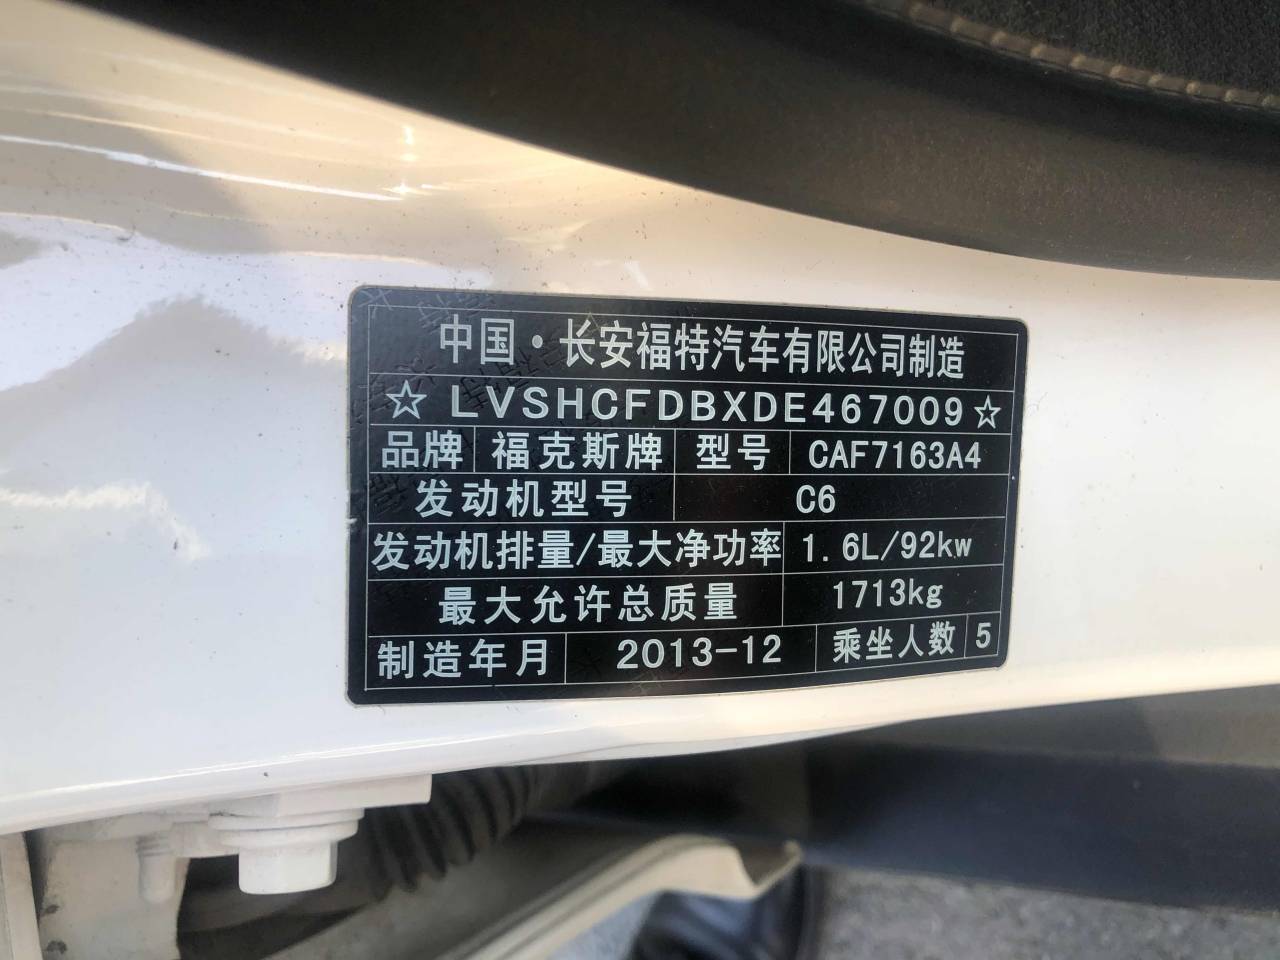 中国·长安福特汽车有限公司制造
☆LVSHCFDBXDE467009☆
品牌 福克斯牌 型号 CAF7163A4
发动机型号 C6
发动机排量/最大净功率 1.6L/92kw
最大允许总质量 1713kg
制造年月 2013-12 乘坐人数 5